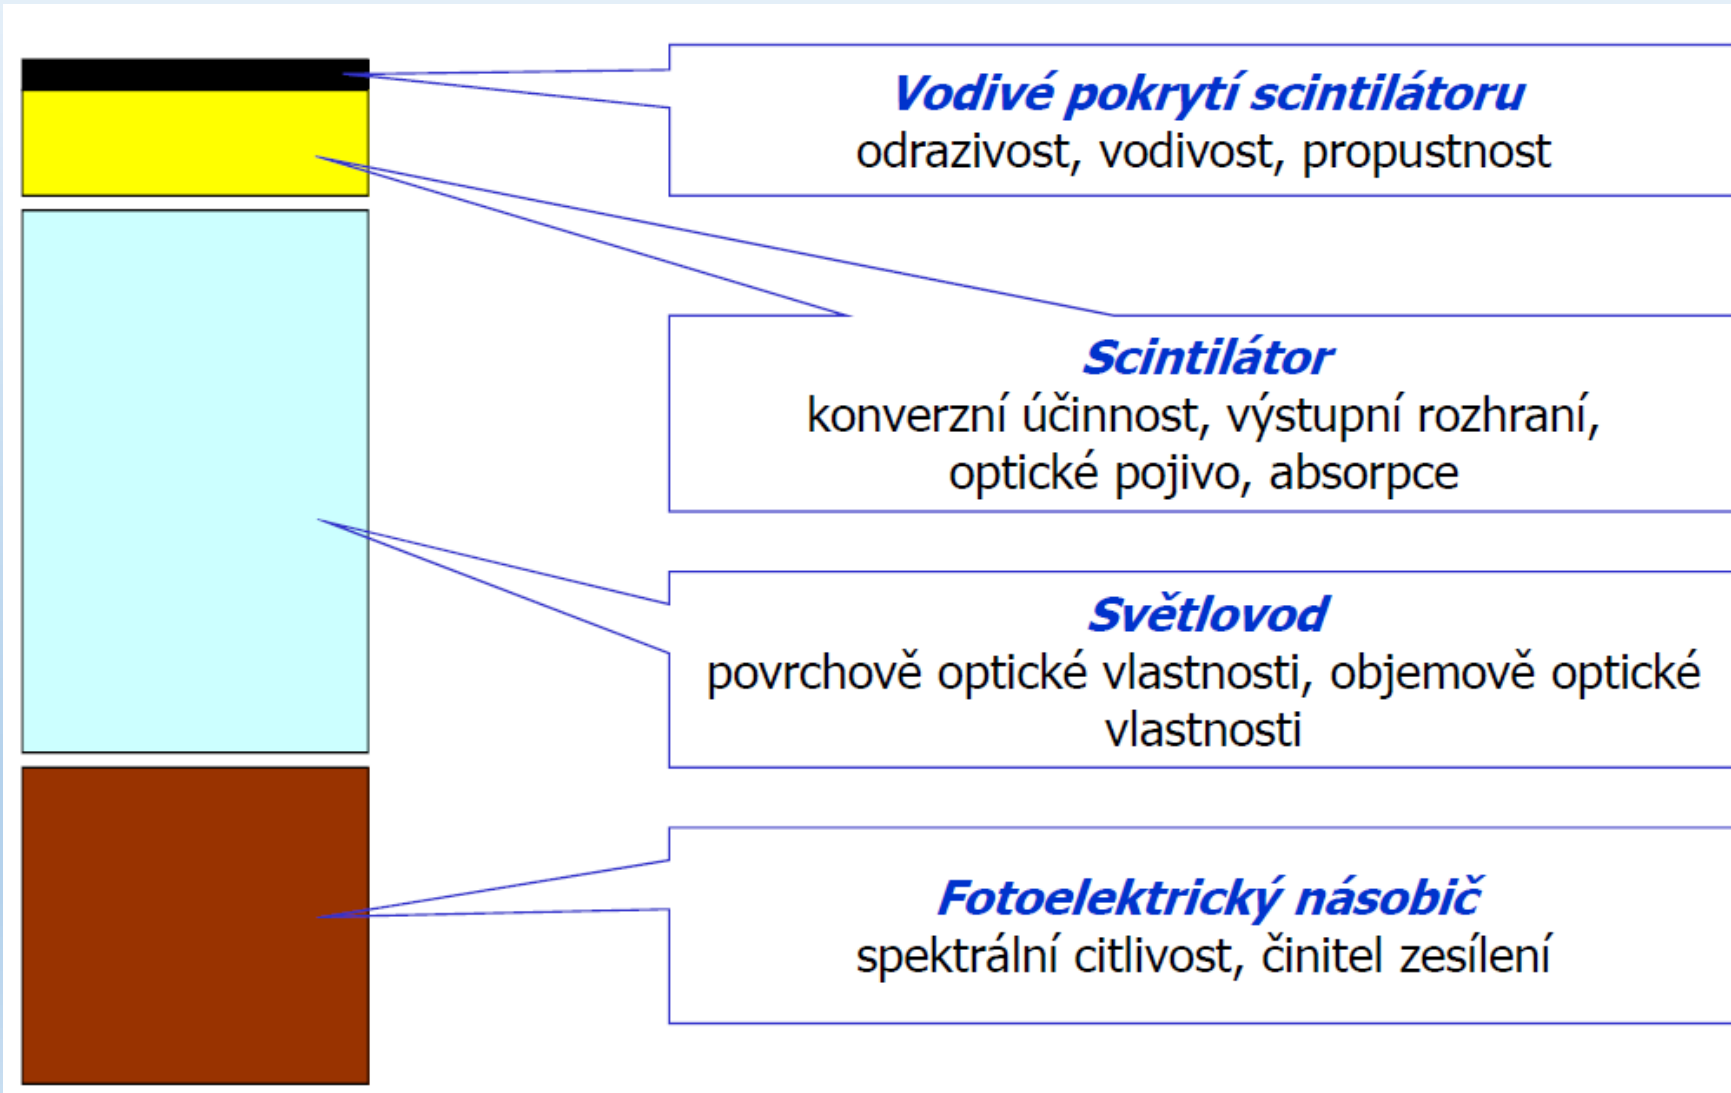 Vodivé pokrytí scintilátoru
odrazivost, vodivost, propustnost
Scintilátor
konverzní účinnost, výstupní rozhraní,
optické pojivo, absorpce
Světlovod
povrchově optické vlastnosti, objemově optické
vlastnosti
Fotoelektrický násobič
spektrální citlivost, činitel zesílení